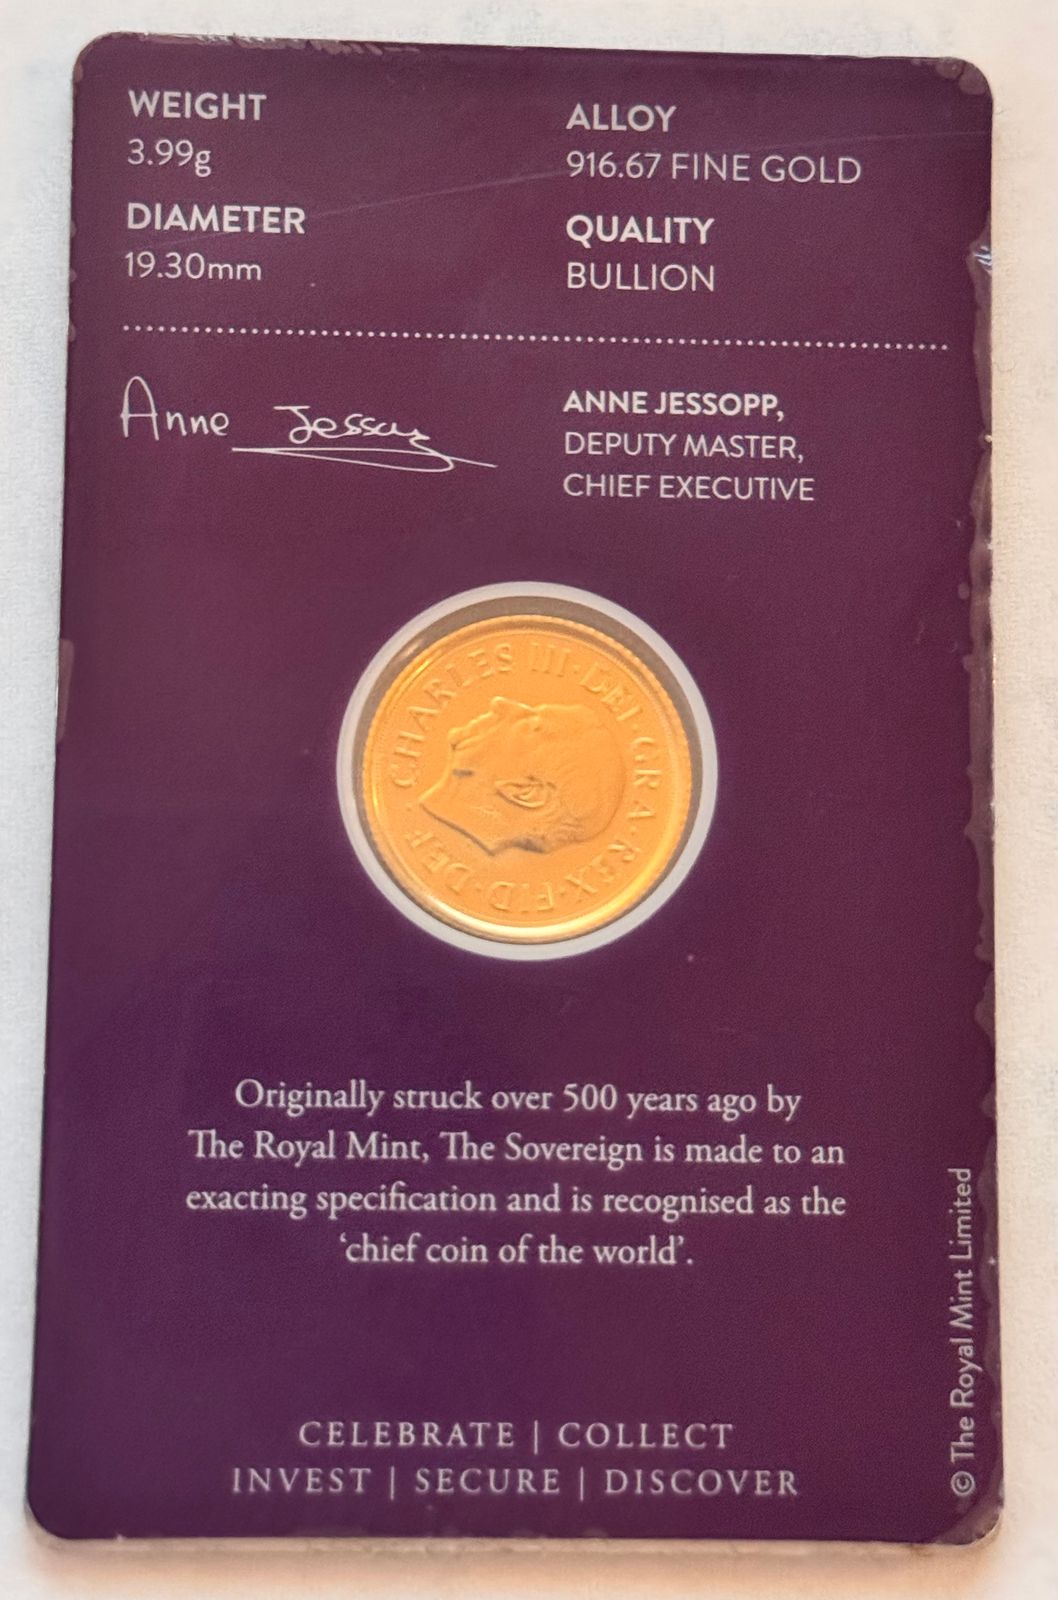 WEIGHT
3.99g
DIAMETER
19.30mm
ALLOY
916.67 FINE GOLD
QUALITY
BULLION
Anne Jessopp
ANNE JESSOPP,
DEPUTY MASTER,
CHIEF EXECUTIVE
CHARLES III·DEI·GRA·REX·FID·DEF·
Originally struck over 500 years ago by
The Royal Mint, The Sovereign is made to an
exacting specification and is recognised as the
‘chief coin of the world’.
CELEBRATE | COLLECT
INVEST | SECURE | DISCOVER
© The Royal Mint Limited